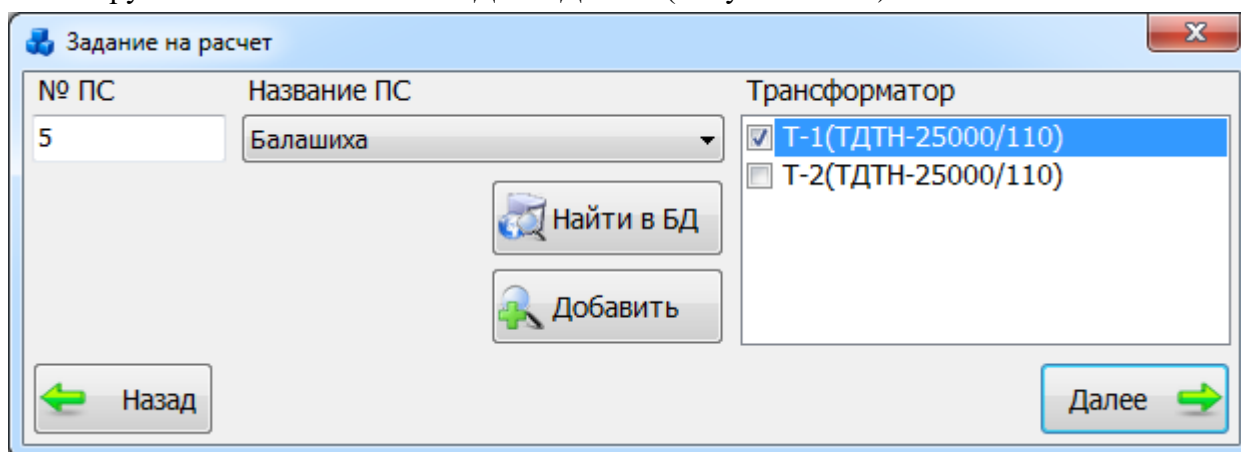 Задание на расчет
№ ПС Название ПС Трансформатор
5 Балашиха Т-1(ТДТН-25000/110)
Т-2(ТДТН-25000/110)
Найти в БД
Добавить
Назад Далее